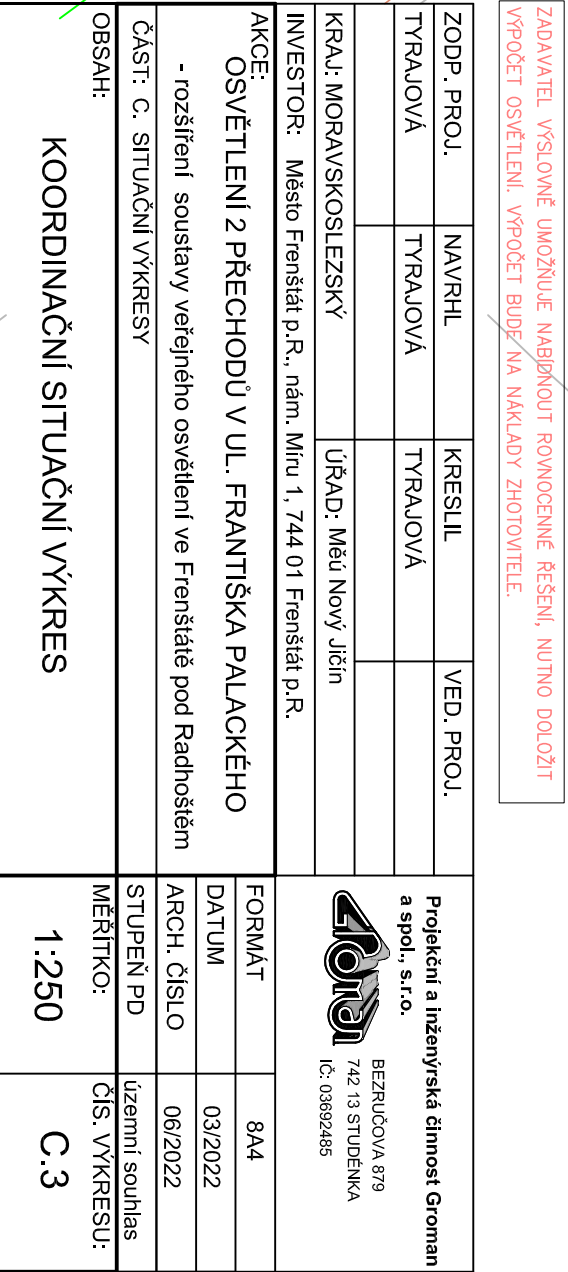 ZADAVATEL VÝSLOVNĚ UMOŽŇUJE NABÍDNOUT ROVNOCENNÉ ŘEŠENÍ, NUTNO DOLOŽIT
VÝPOČET OSVĚTLENÍ. VÝPOČET BUDE NA NÁKLADY ZHOTOVITELE.
ZODP. PROJ. NAVRHL KRESLIL VED. PROJ.
TYRAJOVÁ TYRAJOVÁ TYRAJOVÁ
KRAJ: MORAVSKOSLEZSKÝ ÚŘAD: Měú Nový Jičín
INVESTOR: Město Frenštát p.R., nám. Míru 1, 744 01 Frenštát p.R.
Projekční a inženýrská činnost Groman
a spol., s.r.o.
BEZRUČOVA 879
742 13 STUDÉNKA
IČ: 03692485
AKCE:
OSVĚTLENÍ 2 PŘECHODŮ V UL. FRANTIŠKA PALACKÉHO
- rozšíření soustavy veřejného osvětlení ve Frenštátě pod Radhoštěm
FORMÁT 8A4
DATUM 03/2022
ARCH. ČÍSLO 06/2022
ČÁST: C. SITUAČNÍ VÝKRESY
STUPEŇ PD územní souhlas
OBSAH:
KOORDINAČNÍ SITUAČNÍ VÝKRES
MĚŘÍTKO: ČÍS. VÝKRESU:
1:250 C.3